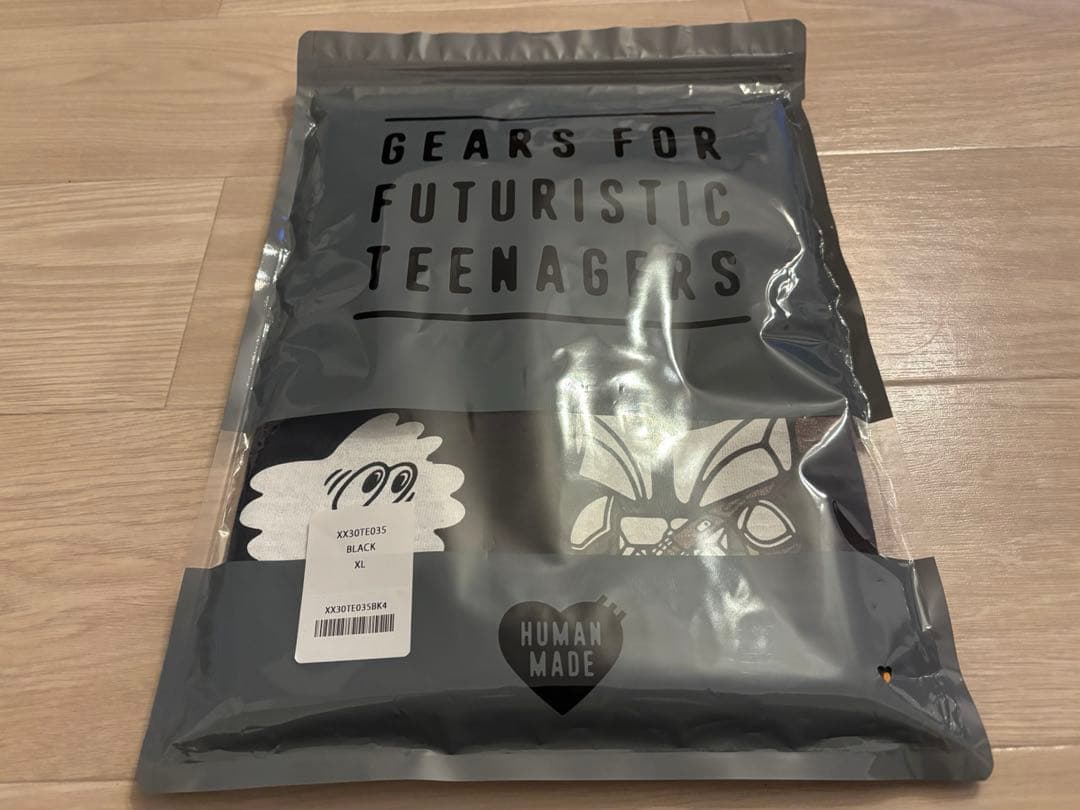 GEARS FOR
FUTURISTIC
TEENAGERS
XX30TE035
BLACK
XL
XX30TE035BK4
HUMAN
MADE